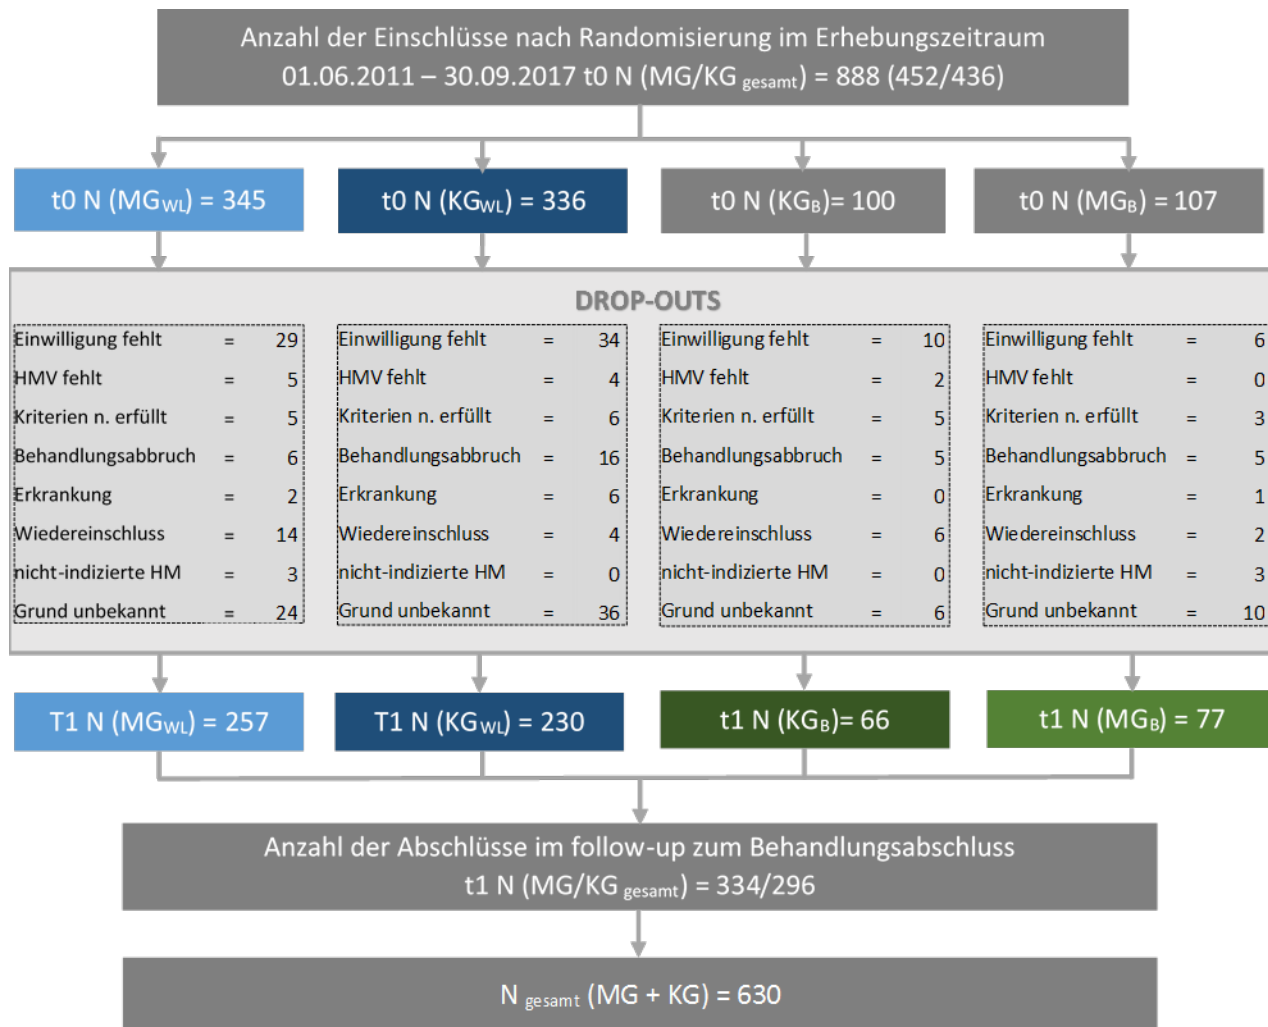 Anzahl der Einschlüsse nach Randomisierung im Erhebungszeitraum
01.06.2011 – 30.09.2017 t0 N (MG/KG gesamt) = 888 (452/436)
t0 N (MGWL) = 345
t0 N (KGWL) = 336
t0 N (KGB)= 100
t0 N (MGB) = 107
DROP-OUTS
Einwilligung fehlt = 29
HMV fehlt = 5
Kriterien n. erfüllt = 5
Behandlungsabbruch = 6
Erkrankung = 2
Wiedereinschluss = 14
nicht-indizierte HM = 3
Grund unbekannt = 24
Einwilligung fehlt = 34
HMV fehlt = 4
Kriterien n. erfüllt = 6
Behandlungsabbruch = 16
Erkrankung = 6
Wiedereinschluss = 4
nicht-indizierte HM = 0
Grund unbekannt = 36
Einwilligung fehlt = 10
HMV fehlt = 2
Kriterien n. erfüllt = 5
Behandlungsabbruch = 5
Erkrankung = 0
Wiedereinschluss = 6
nicht-indizierte HM = 0
Grund unbekannt = 6
Einwilligung fehlt = 6
HMV fehlt = 0
Kriterien n. erfüllt = 3
Behandlungsabbruch = 5
Erkrankung = 1
Wiedereinschluss = 2
nicht-indizierte HM = 3
Grund unbekannt = 10
T1 N (MGWL) = 257
T1 N (KGWL) = 230
t1 N (KGB)= 66
t1 N (MGB) = 77
Anzahl der Abschlüsse im follow-up zum Behandlungsabschluss
t1 N (MG/KG gesamt) = 334/296
N gesamt (MG + KG) = 630